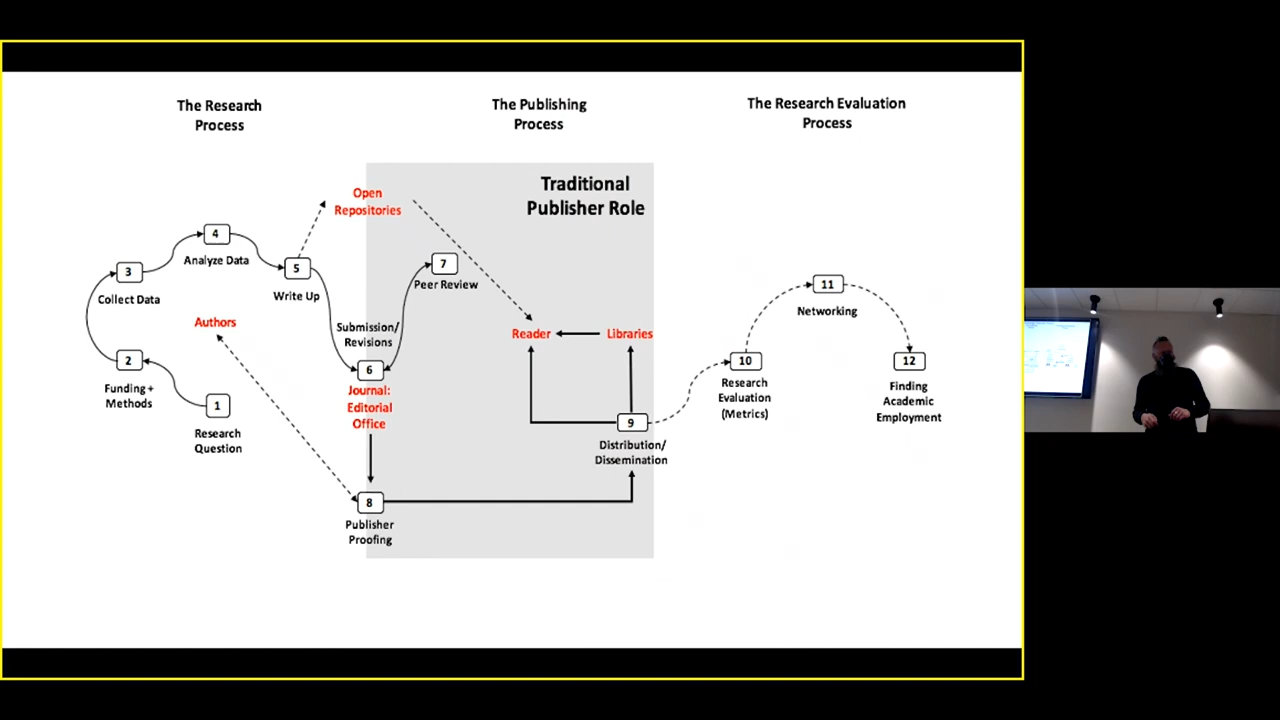 The Research
Process
The Publishing
Process
The Research Evaluation
Process
Traditional
Publisher Role
Open
Repositories
4
Analyze Data
3
Collect Data
5
Write Up
7
Peer Review
Authors
Submission/
Revisions
Reader
Libraries
2
Funding +
Methods
1
Research
Question
6
Journal:
Editorial
Office
9
Distribution/
Dissemination
8
Publisher
Proofing
11
Networking
10
Research
Evaluation
(Metrics)
12
Finding
Academic
Employment